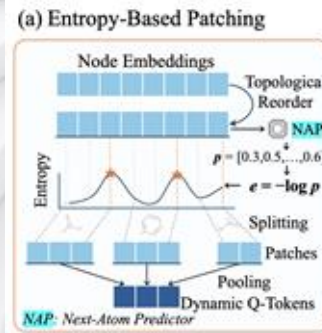 (a) Entropy-Based Patching
Node Embeddings
Topological
Reorder
NAP
p = [0.3,0.5,...,0.6]
e = −log p
Entropy
Splitting
Patches
Pooling
Dynamic Q-Tokens
NAP: Next-Atom Predictor